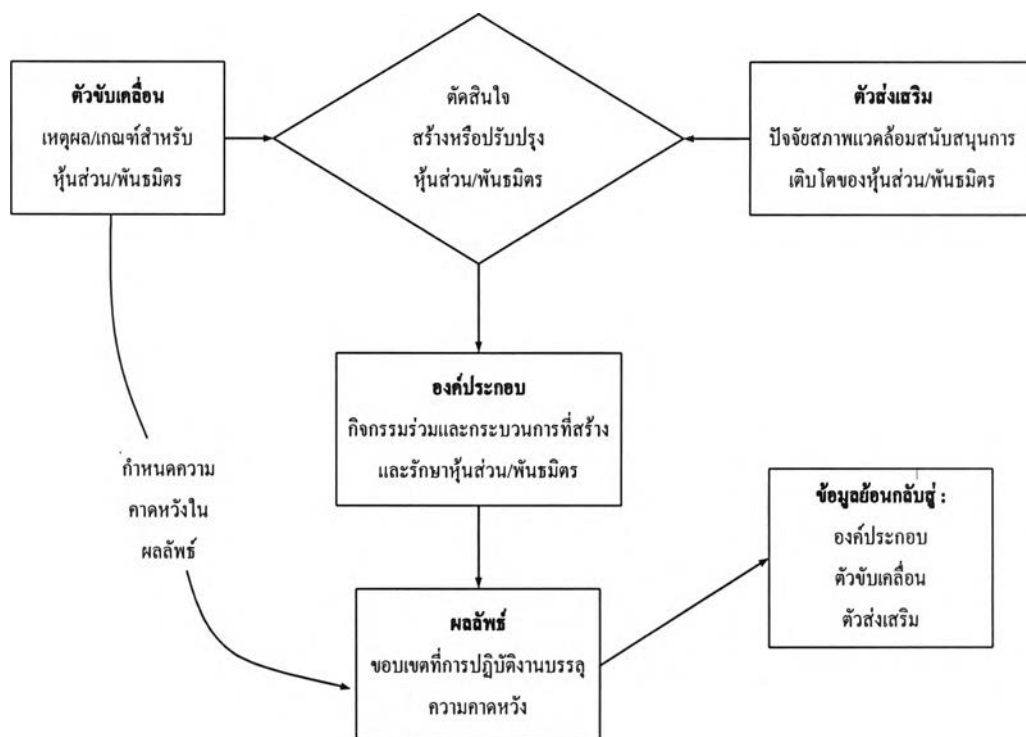 ตัวขับเคลื่อน
เหตุผล/เกณฑ์สำหรับ
หุ้นส่วน/พันธมิตร
ตัดสินใจ
สร้างหรือปรับปรุง
หุ้นส่วน/พันธมิตร
ตัวส่งเสริม
ปัจจัยสภาพแวดล้อมสนับสนุนการ
เติบโตของหุ้นส่วน/พันธมิตร
องค์ประกอบ
กิจกรรมร่วมและกระบวนการที่สร้าง
และรักษาหุ้นส่วน/พันธมิตร
กำหนดความ
คาดหวังใน
ผลลัพธ์
ข้อมูลย้อนกลับสู่ :
องค์ประกอบ
ตัวขับเคลื่อน
ตัวส่งเสริม
ผลลัพธ์
ขอบเขตที่การปฏิบัติงานบรรลุ
ความคาดหวัง